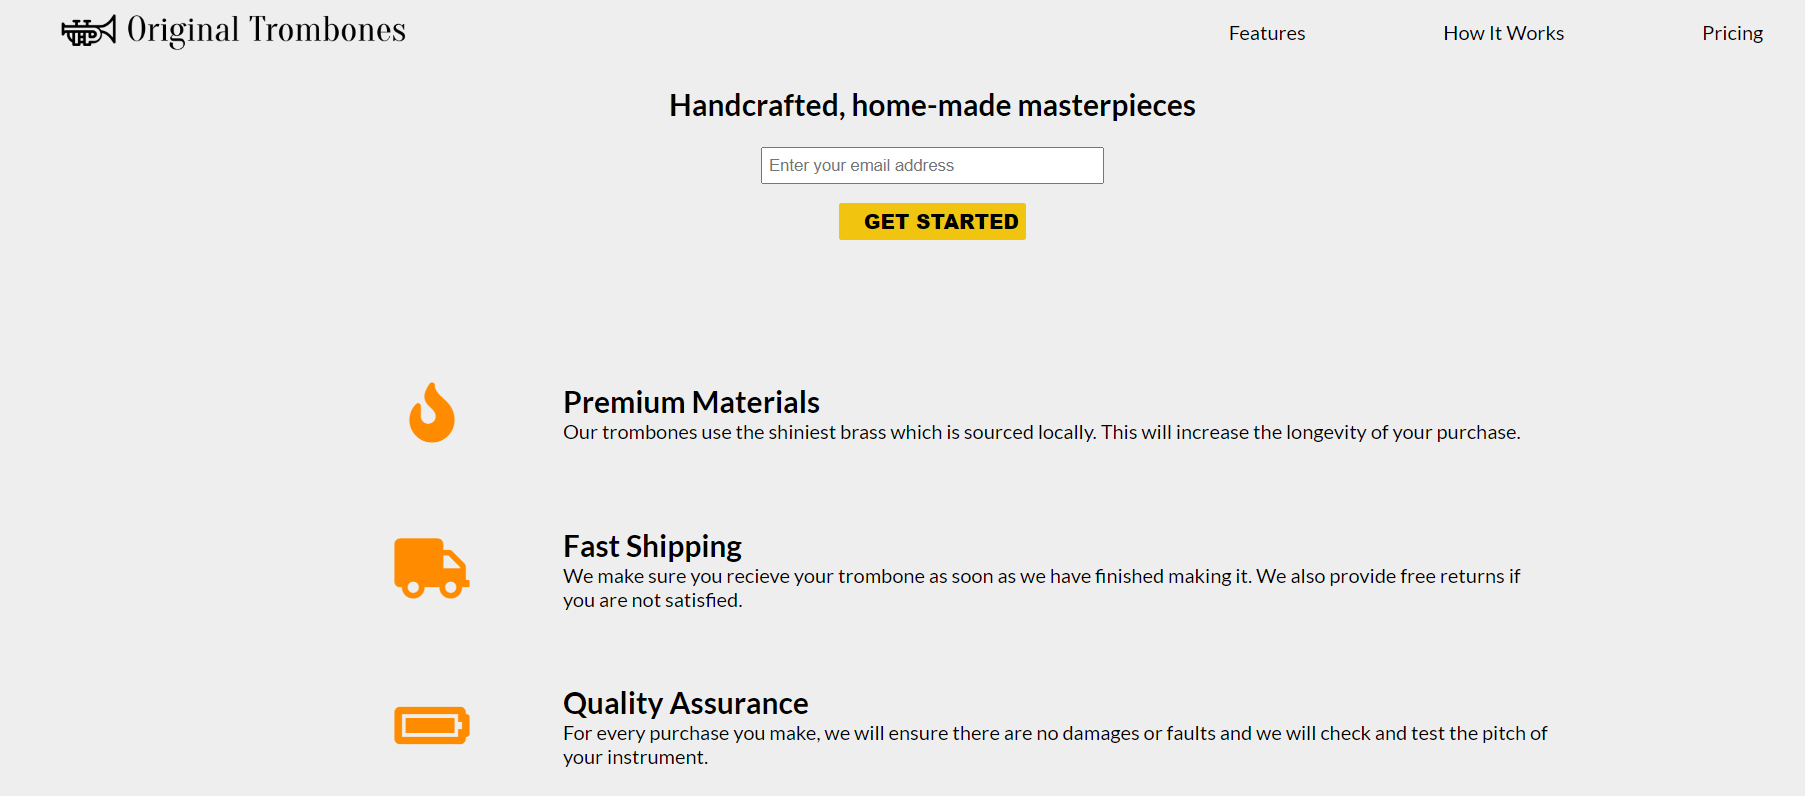 Original Trombones
Features
How It Works
Pricing
Handcrafted, home-made masterpieces
Enter your email address
GET STARTED
Premium Materials
Our trombones use the shiniest brass which is sourced locally. This will increase the longevity of your purchase.
Fast Shipping
We make sure you recieve your trombone as soon as we have finished making it. We also provide free returns if
you are not satisfied.
Quality Assurance
For every purchase you make, we will ensure there are no damages or faults and we will check and test the pitch of
your instrument.